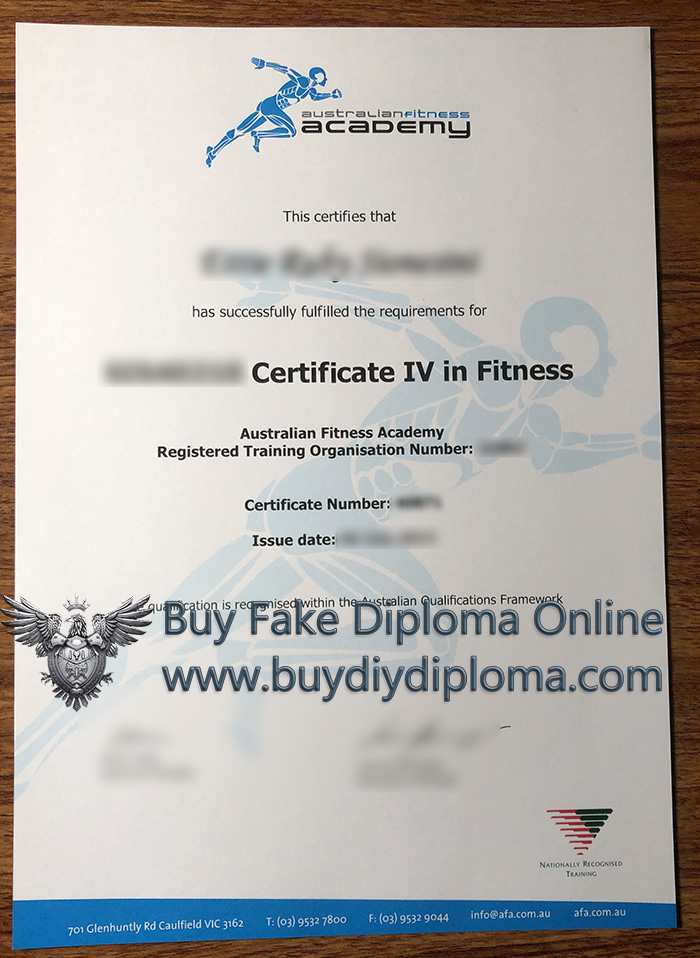 australianfitness
academy
This certifies that
has successfully fulfilled the requirements for
Certificate IV in Fitness
Australian Fitness Academy
Registered Training Organisation Number:
Certificate Number:
Issue date:
qualification is recognised within the Australian Qualifications Framework
Buy Fake Diploma Online
www.buydiydiploma.com
NATIONALLY RECOGNISED
TRAINING
701 Glenhuntly Rd Caulfield VIC 3162 T: (03) 9532 7800 F: (03) 9532 9044 info@afa.com.au afa.com.au